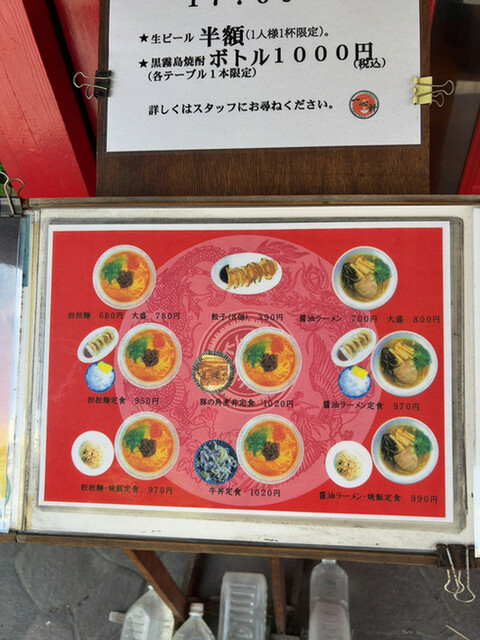 17:00
★生ビール 半額(1人様1杯限定)。
★黒霧島焼酎 ボトル1000円(税込)
(各テーブル1本限定)
詳しくはスタッフにお尋ねください。
担担麺 680円 大盛 780円
餃子(8個) 390円
醤油ラーメン 700円 大盛 800円
担担麺定食 950円
豚の角煮丼定食 1020円
醤油ラーメン定食 970円
担担麺・焼飯定食 970円
牛丼定食 1020円
醤油ラーメン・焼飯定食 990円